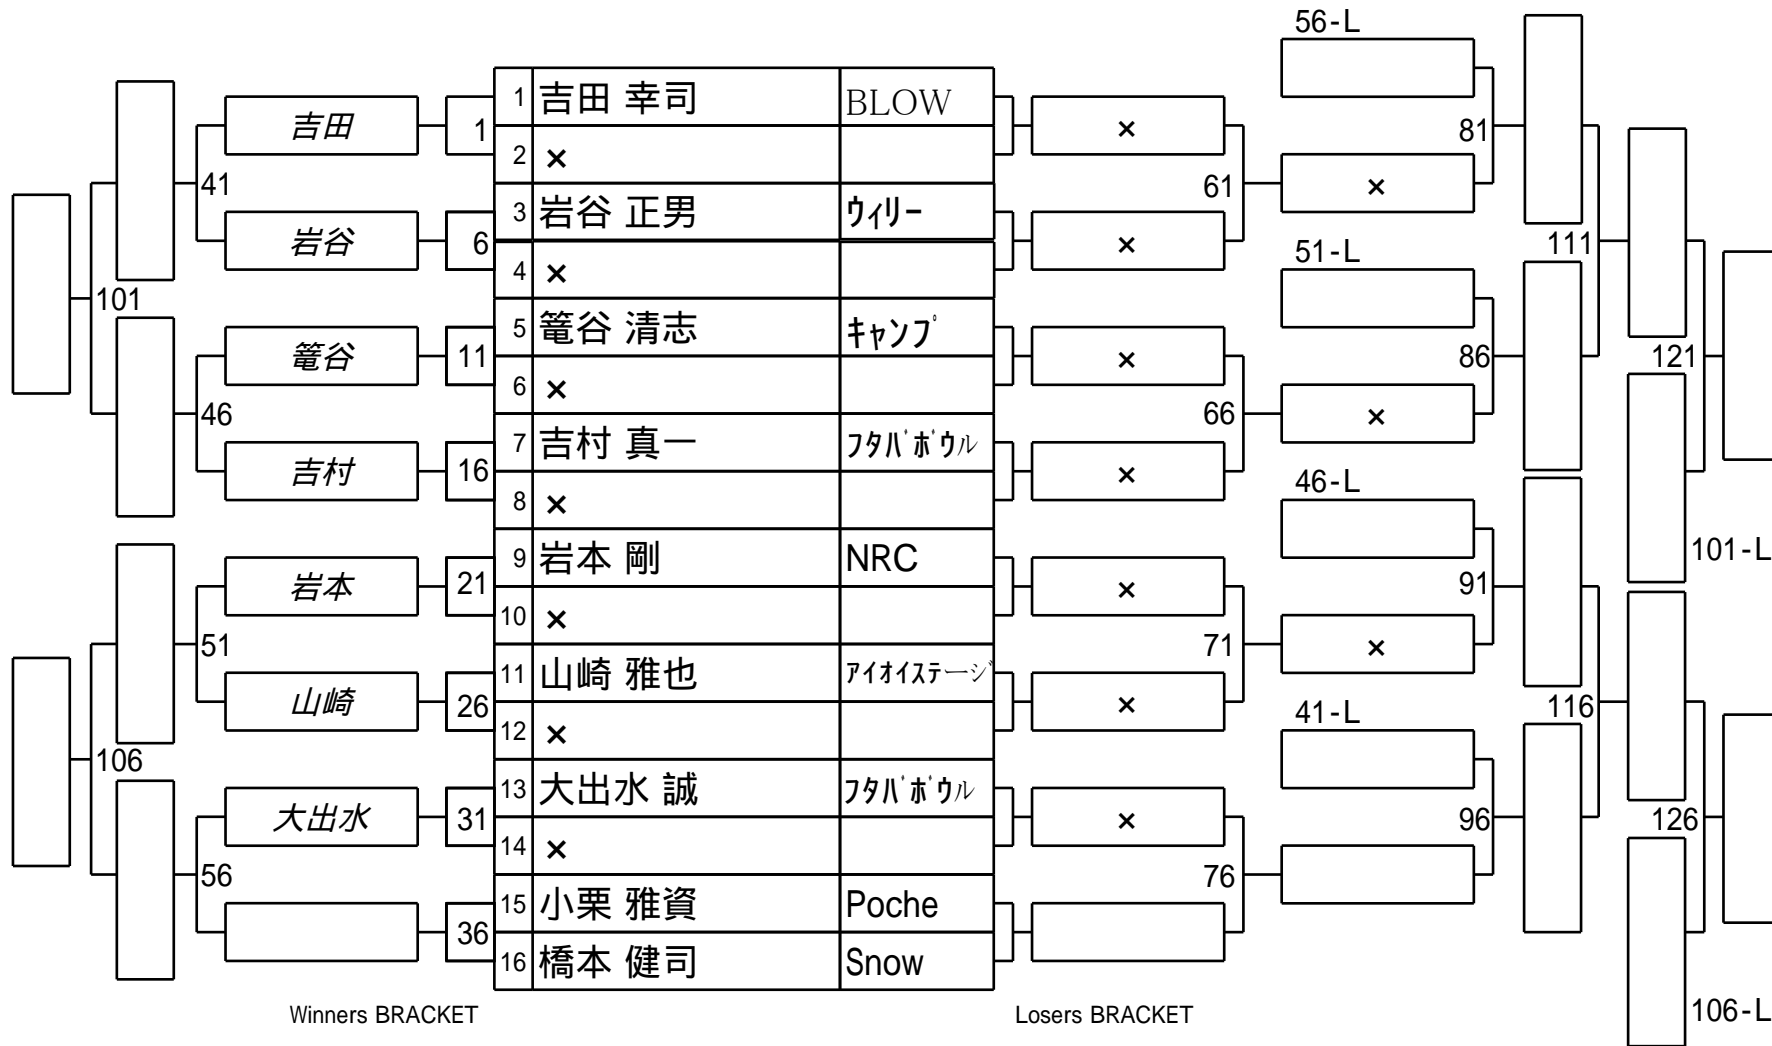 56-L
1 吉田 幸司 BLOW
吉田 1 × 81
2 ×
41 61 ×
3 岩谷 正男 ウィリー
岩谷 6 × 51-L 111
4 ×
101
5 篭谷 清志 キャンプ
篭谷 11 × 86 121
6 ×
46 66 ×
7 吉村 真一 フタバボウル
吉村 16 × 46-L
8 ×
9 岩本 剛 NRC 101-L
岩本 21 × 91
10 ×
51 71 ×
11 山崎 雅也 アイオイステージ
山崎 26 × 41-L 116
12 ×
106
13 大出水 誠 フタバボウル
大出水 31 × 96 126
14 ×
56 76
15 小栗 雅資 Poche
36
16 橋本 健司 Snow
Winners BRACKET Losers BRACKET 106-L